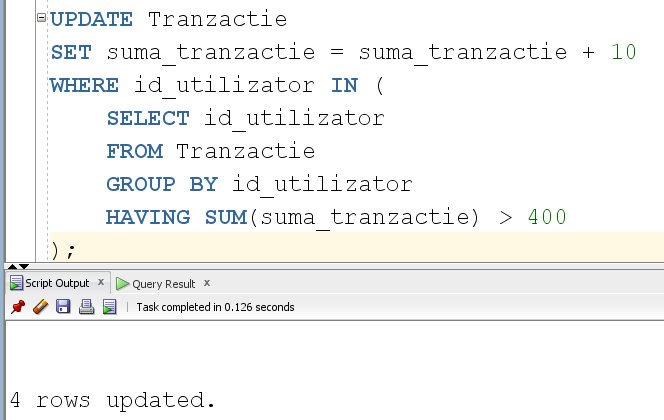 UPDATE Tranzactie
SET suma_tranzactie = suma_tranzactie + 10
WHERE id_utilizator IN (
SELECT id_utilizator
FROM Tranzactie
GROUP BY id_utilizator
HAVING SUM(suma_tranzactie) > 400
);
Script Output x Query Result x
Task completed in 0.126 seconds
4 rows updated.